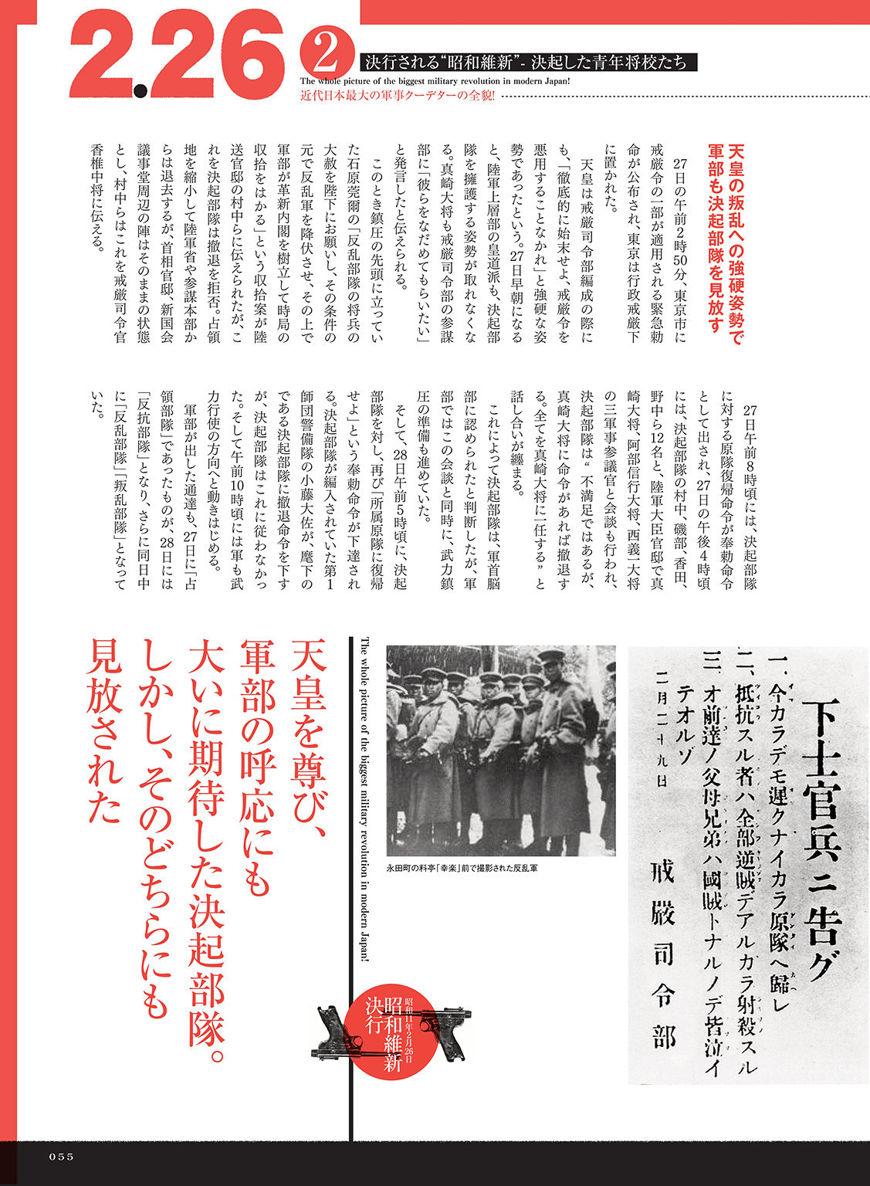 2.26
2
決行される“昭和維新”- 決起した青年将校たち
The whole picture of the biggest military revolution in modern Japan!
近代日本最大の軍事クーデターの全貌!
天皇の叛乱への強硬姿勢で
軍部も決起部隊を見放す
27日の午前2時50分、東京市に
戒厳令の一部が適用される緊急勅
命が公布され、東京は行政戒厳下
に置かれた。
天皇は戒厳司令部編成の際に
も、「徹底的に始末せよ、戒厳令を
悪用することなかれ」と強硬な姿
勢であったという。27日早朝になる
と、陸軍上層部の皇道派も、決起部
隊を擁護する姿勢が取れなくな
る。真崎大将も戒厳司令部の参謀
部に「彼らをなだめてもらいたい」
と発言したと伝えられる。
このとき鎮圧の先頭に立ってい
た石原莞爾の「反乱部隊の将兵の
大赦を陛下にお願いし、その条件の
元で反乱軍を降伏させ、その上で
軍部が革新内閣を樹立して時局の
収拾をはかる」という収拾案が陸
送官邸の村中らに伝えられたが、こ
れを決起部隊は撤退を拒否。占領
地を縮小して陸軍省や参謀本部か
らは退去するが、首相官邸、新国会
議事堂周辺の陣はそのままの状態
とし、村中らはこれを戒厳司令官
香椎中将に伝える。
27日午前8時頃には、決起部隊
に対する原隊復帰命令が奉勅命令
として出され、27日の午後4時頃
には、決起部隊の村中、磯部、香田、
野中ら12名と、陸軍大臣官邸で真
崎大将、阿部信行大将、西義一大将
の三軍事参議官と会談も行われ、
決起部隊は“不満足ではあるが、
真崎大将に命令があれば撤退す
る。全てを真崎大将に一任する”と
話し合いが纏まる。
これによって決起部隊は、軍首脳
部に認められたと判断したが、軍
部ではこの会談と同時に、武力鎮
圧の準備も進めていた。
そして、28日午前5時頃に、決起
部隊を対し、再び「所属原隊に復帰
せよ」という奉勅命令が下達され
る。決起部隊が編入されていた第1
師団警備隊の小藤大佐が、麾下の
である決起部隊に撤退命令を下す
が、決起部隊はこれに従わなかっ
た。そして午前10時頃には軍も武
力行使の方向へと動きはじめる。
軍部が出した通達も、27日に「占
領部隊」であったものが、28日には
「反抗部隊」となり、さらに同日中
に「反乱部隊」「叛乱部隊」となって
いた。
下士官兵ニ告グ
一、今カラデモ遲クナイカラ原隊ヘ歸レ
二、抵抗スル者ハ全部逆賊デアルカラ射殺スル
三、オ前達ノ父母兄弟ハ國賊トナルノデ皆泣イ
テオルゾ
二月二十九日
戒嚴司令部
永田町の料亭「幸楽」前で撮影された反乱軍
The whole picture of the biggest military revolution in modern Japan!
天皇を尊び、
軍部の呼応にも
大いに期待した決起部隊。
しかし、そのどちらにも
見放された
昭和11年2月26日
昭和維新
決行
055